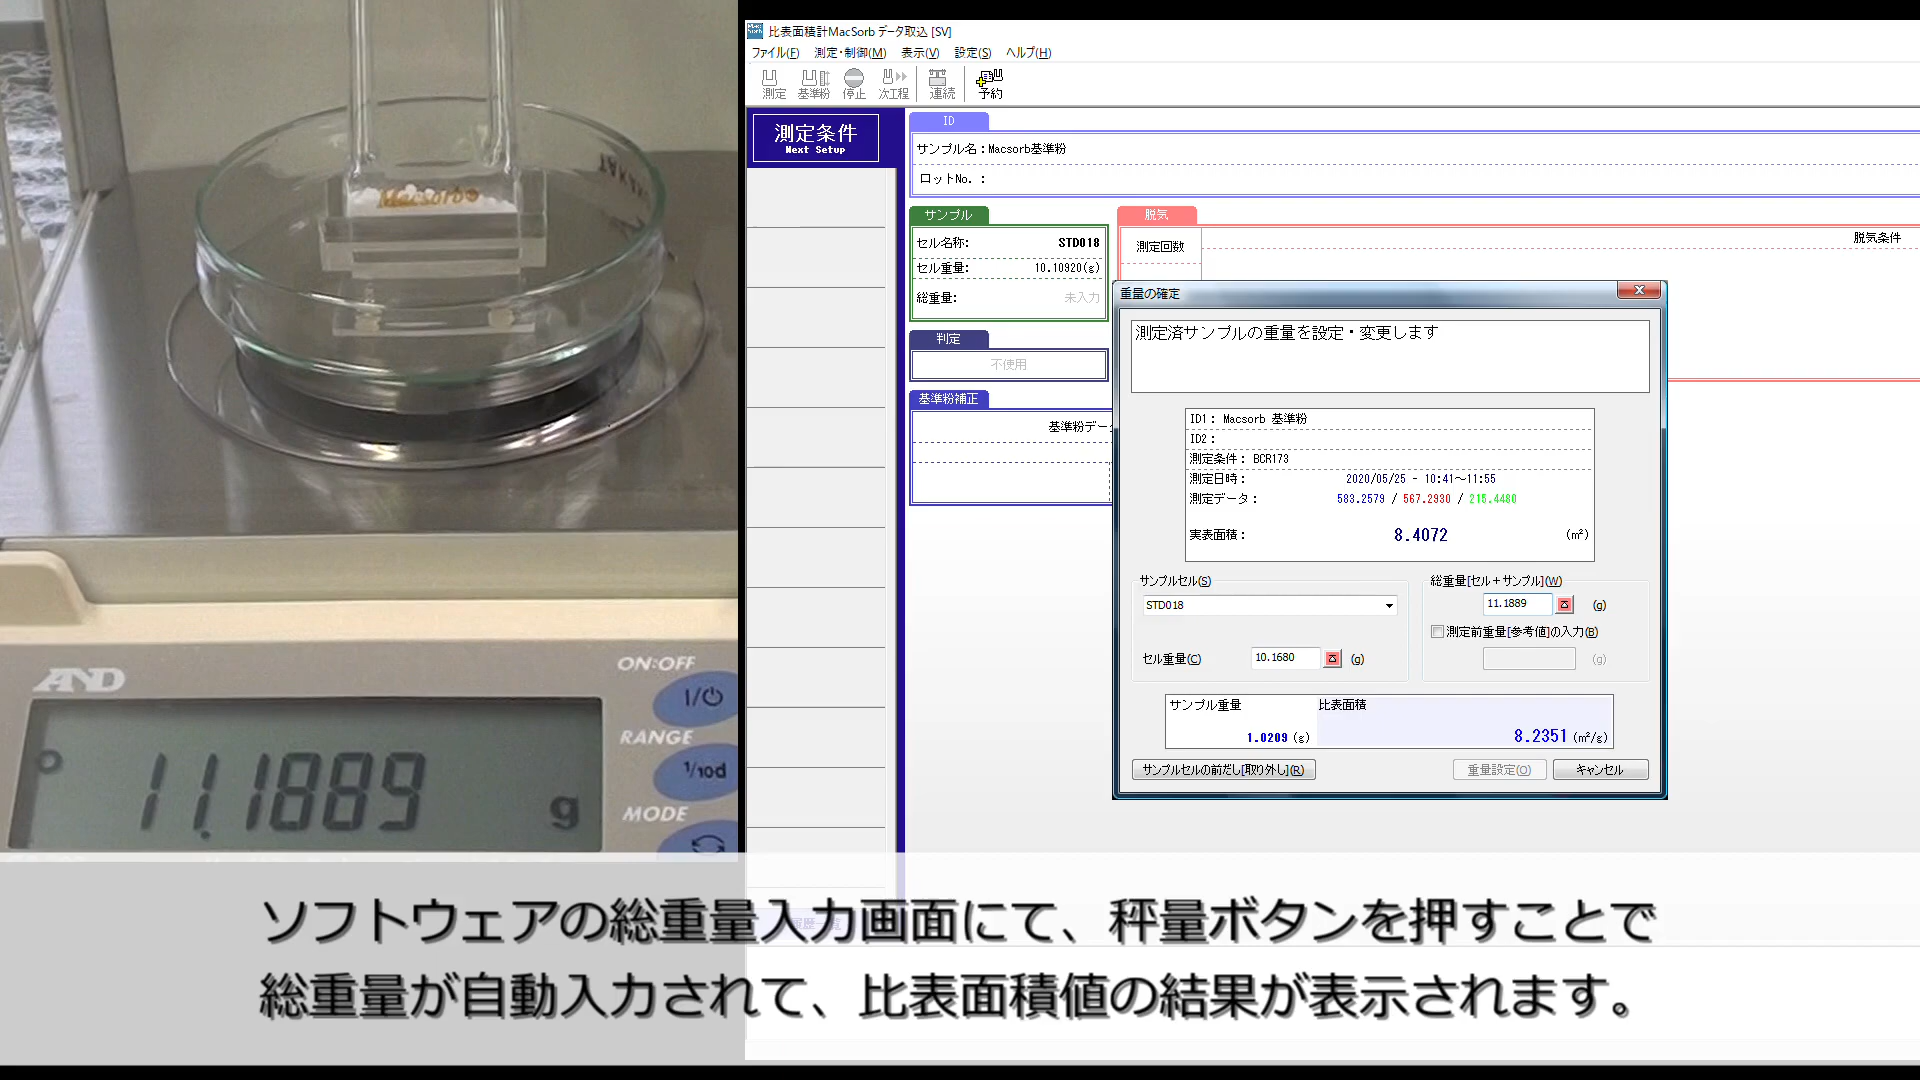 比表面積計MacSorb データ取込 [SV]
ファイル(F) 測定・制御(M) 表示(V) 設定(S) ヘルプ(H)
測定 基準粉 停止 次工程 連続 予約
測定条件
Next Setup
ID
サンプル名：Macsorb基準粉
ロットNo. ：
サンプル
セル名称: STD018
セル重量: 10.10920(g)
総重量: 未入力
判定
不使用
基準粉補正
基準粉データ
脱気
測定回数
脱気条件
重量の確定
測定済サンプルの重量を設定・変更します
ID1： Macsorb 基準粉
ID2：
測定条件： BCR173
測定日時： 2020/05/25 - 10:41～11:55
測定データ： 583.2579 / 567.2930 / 215.4480
実表面積： 8.4072 (㎡)
サンプルセル(S)
STD018
セル重量(C) 10.1680 (g)
総重量[セル＋サンプル](W)
11.1889 (g)
測定前重量[参考値]の入力(B)
(g)
サンプル重量
1.0209 (g)
比表面積
8.2351 (㎡/g)
サンプルセルの前だし[取り外し](R) 重量設定(O) キャンセル
Macsorb
AND
ON:OFF
I/⏻
RANGE
1/10d
MODE
11.1889 g
ソフトウェアの総重量入力画面にて、秤量ボタンを押すことで
総重量が自動入力されて、比表面積値の結果が表示されます。